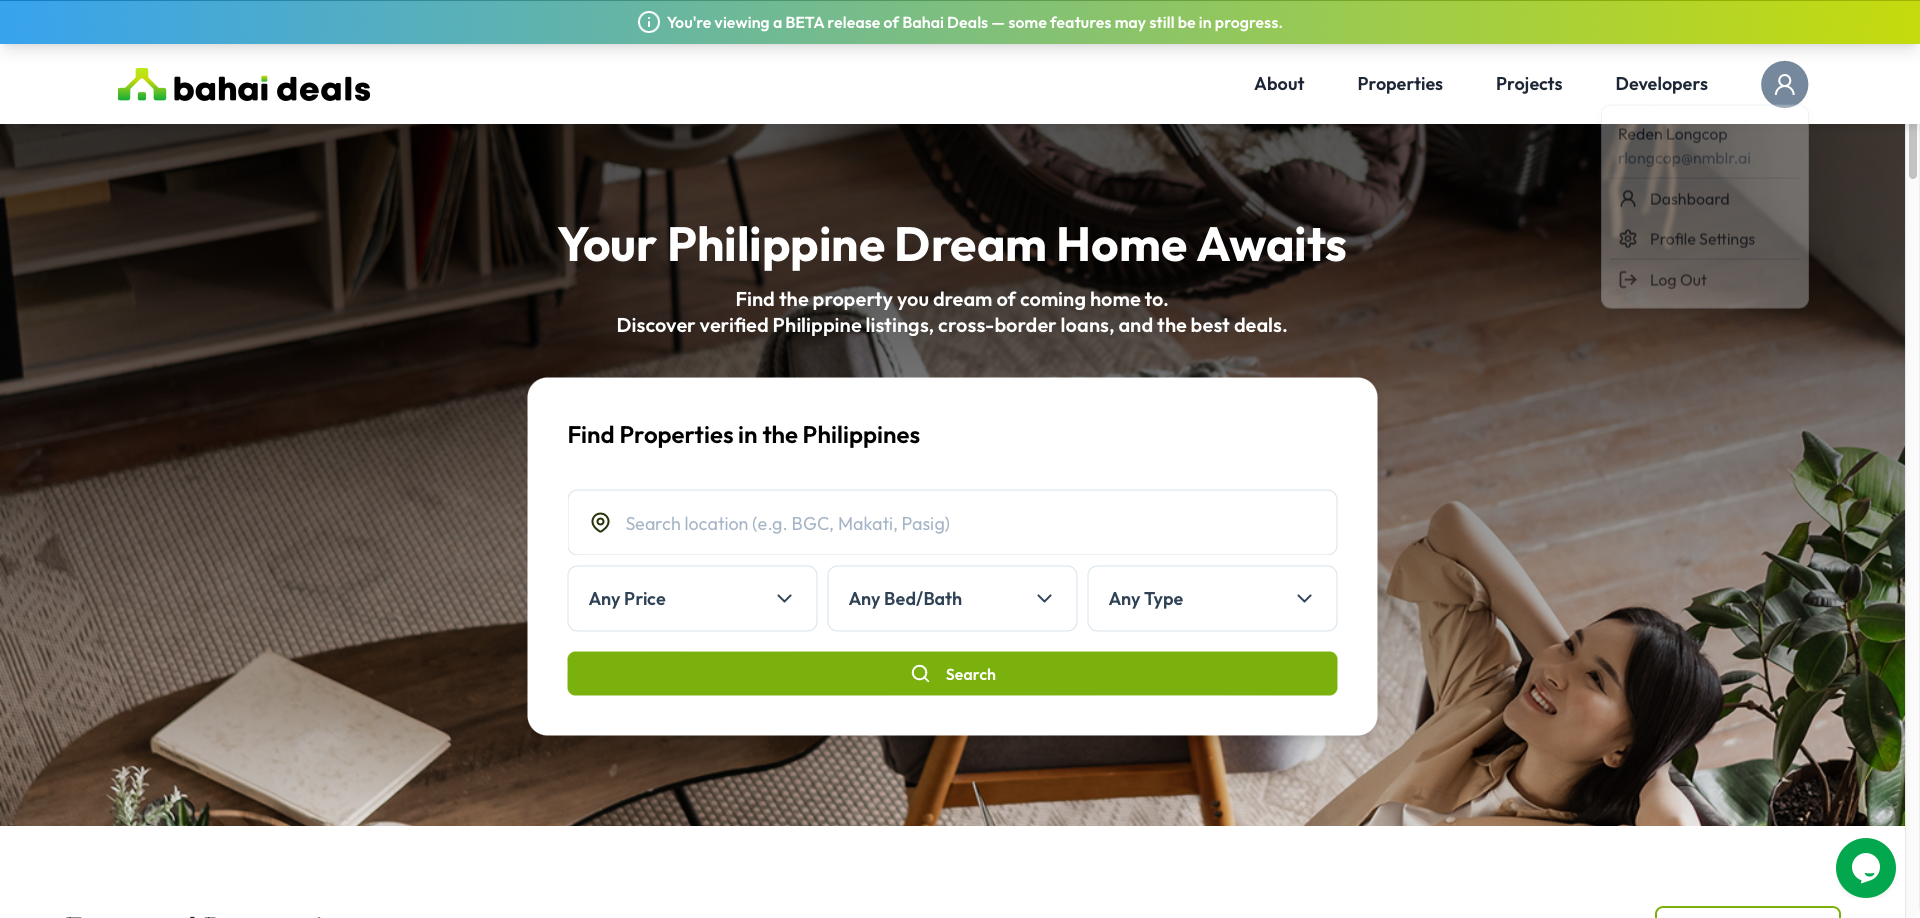 You're viewing a BETA release of Bahai Deals — some features may still be in progress.
bahai deals
About
Properties
Projects
Developers
Reden Longcop
rlongcop@nmblr.ai
Dashboard
Profile Settings
Log Out
Your Philippine Dream Home Awaits
Find the property you dream of coming home to.
Discover verified Philippine listings, cross-border loans, and the best deals.
Find Properties in the Philippines
Search location (e.g. BGC, Makati, Pasig)
Any Price
Any Bed/Bath
Any Type
Search